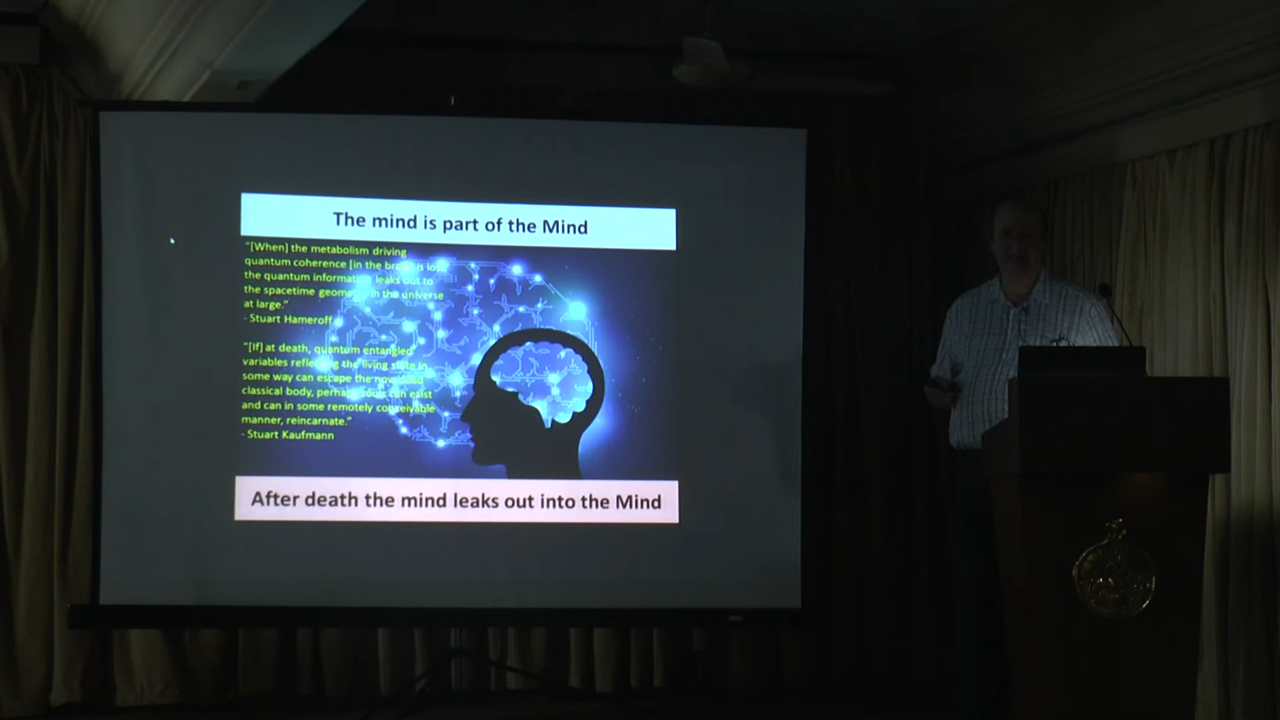 The mind is part of the Mind
"[When] the metabolism driving
quantum coherence [in the brain] is lost
the quantum information leaks out to
the spacetime geometry in the universe
at large."
- Stuart Hameroff
"[If] at death, quantum entangled
variables reflecting the living state in
some way can escape the now dead
classical body, perhaps souls can exist
and can in some remotely conceivable
manner, reincarnate."
- Stuart Kaufmann
After death the mind leaks out into the Mind